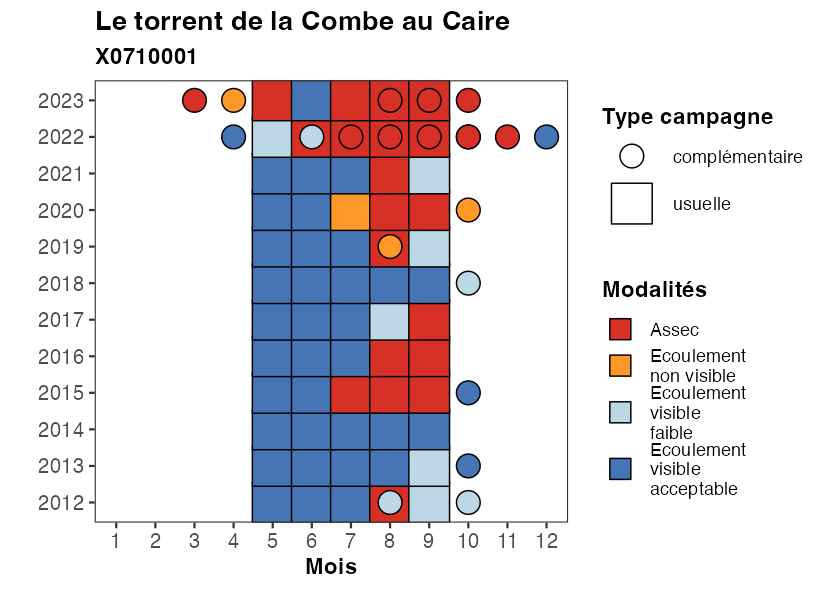 Le torrent de la Combe au Caire
X0710001
2023
2022
2021
2020
2019
2018
2017
2016
2015
2014
2013
2012
1 2 3 4 5 6 7 8 9 10 11 12
Mois
Type campagne
complémentaire
usuelle
Modalités
Assec
Ecoulement
non visible
Ecoulement
visible
faible
Ecoulement
visible
acceptable